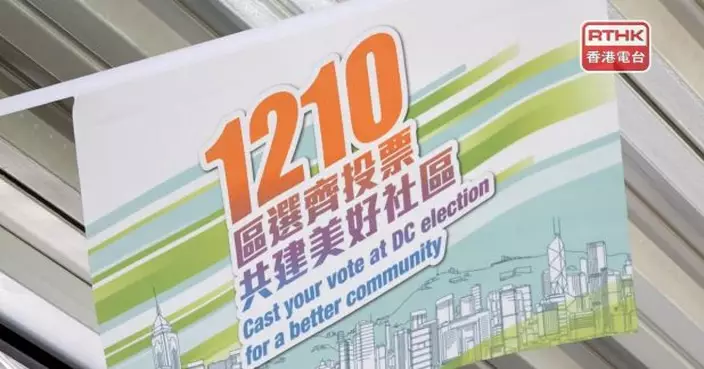 RTHK
香港電台
1210
區選齊投票
共建美好社區
Cast your vote at DC election
for a better community